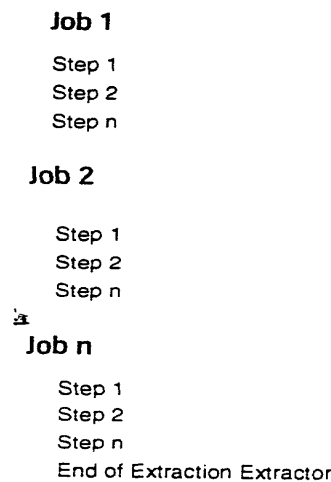 Job 1
Step 1
Step 2
Step n
Job 2
Step 1
Step 2
Step n
Job n
Step 1
Step 2
Step n
End of Extraction Extractor